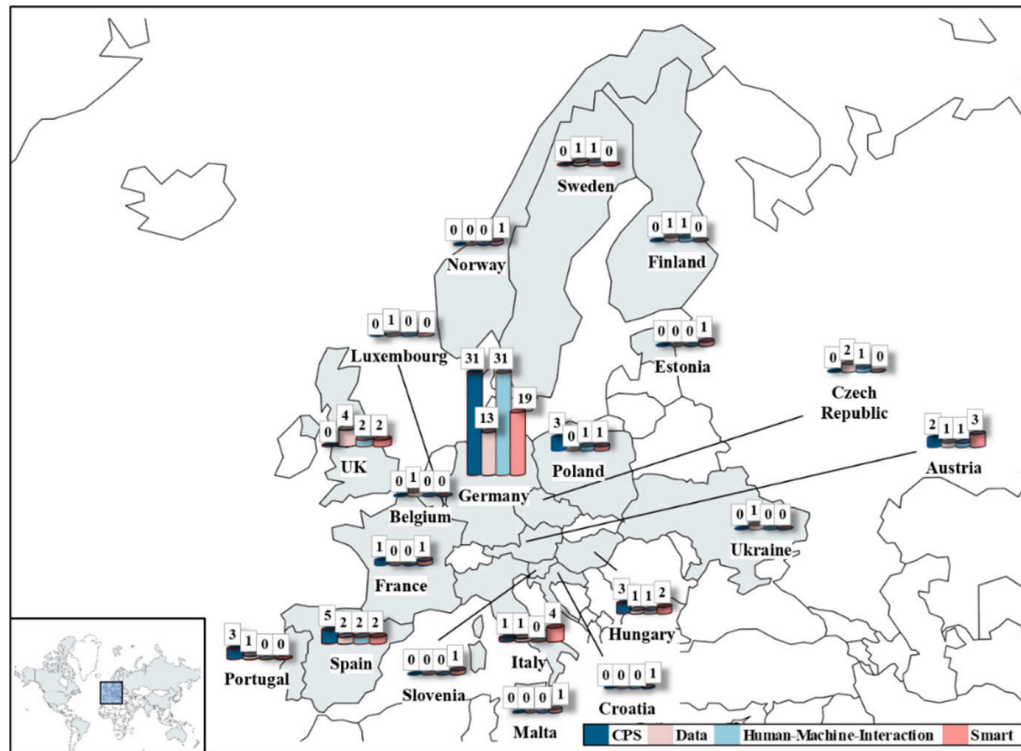 0 1 1 0
Sweden
0 0 0 1
Norway
0 1 1 0
Finland
0 1 0 0
Luxembourg
0 0 0 1
Estonia
31 13 31 19
Germany
0 2 1 0
Czech
Republic
0 4 2 2
UK
3 0 1 1
Poland
2 1 1 3
Austria
0 1 0 0
Belgium
0 1 0 0
Ukraine
1 0 0 1
France
3 1 1 2
Hungary
5 2 2 2
Spain
1 1 0 4
Italy
3 1 0 0
Portugal
0 0 0 1
Slovenia
0 0 0 1
Croatia
0 0 0 1
Malta
CPS Data Human-Machine-Interaction Smart